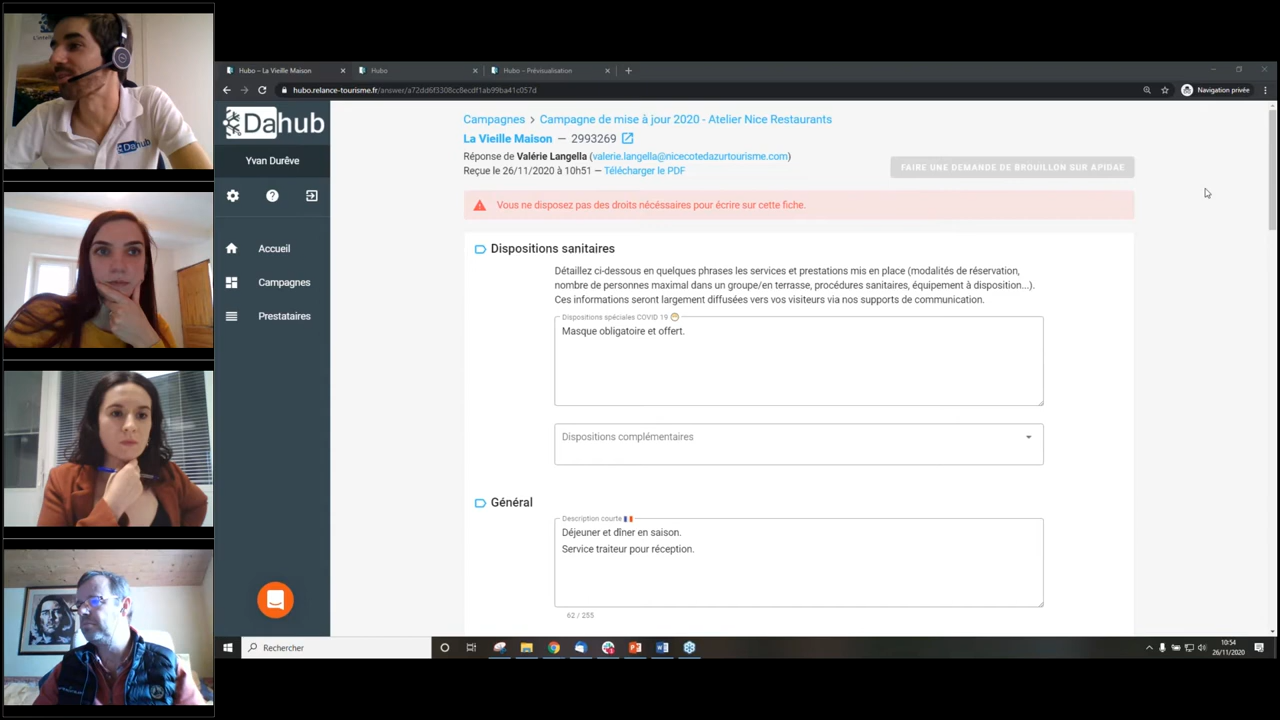 Hubo – La Vieille Maison
Hubo
Hubo – Prévisualisation
hubo.relance-tourisme.fr/answer/a72dd6f3308cc8ecdf1ab99ba41c057d
Navigation privée
Dahub
Yvan Durêve
Accueil
Campagnes
Prestataires
Campagnes > Campagne de mise à jour 2020 - Atelier Nice Restaurants
La Vieille Maison — 2993269
Réponse de Valérie Langella (valerie.langella@nicecotedazurtourisme.com)
Reçue le 26/11/2020 à 10h51 — Télécharger le PDF
FAIRE UNE DEMANDE DE BROUILLON SUR APIDAE
Vous ne disposez pas des droits nécéssaires pour écrire sur cette fiche.
Dispositions sanitaires
Détaillez ci-dessous en quelques phrases les services et prestations mis en place (modalités de réservation,
nombre de personnes maximal dans un groupe/en terrasse, procédures sanitaires, équipement à disposition...).
Ces informations seront largement diffusées vers vos visiteurs via nos supports de communication.
Dispositions spéciales COVID 19
Masque obligatoire et offert.
Dispositions complémentaires
Général
Description courte
Déjeuner et dîner en saison.
Service traiteur pour réception.
62 / 255
Rechercher
10:54
26/11/2020
Dahub